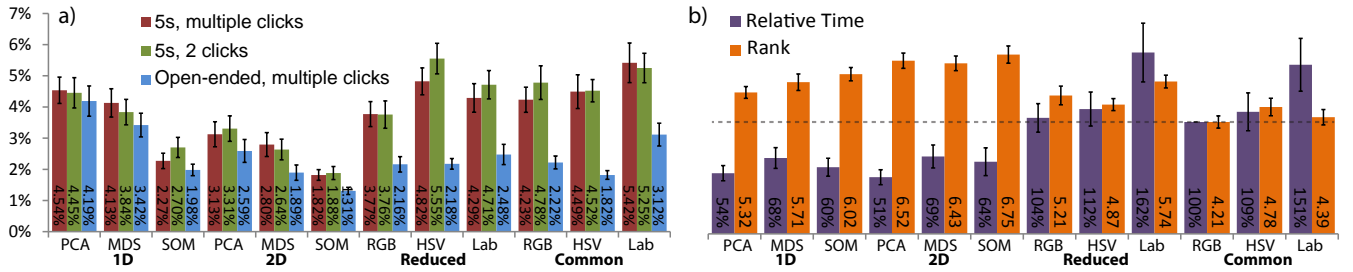 a)
5s, multiple clicks
5s, 2 clicks
Open-ended, multiple clicks
7%
6%
5%
4%
3%
2%
1%
0%
4.54% 4.45% 4.19%
4.13% 3.84% 3.42%
2.27% 2.70% 1.98%
3.13% 3.31% 2.59%
2.80% 2.64% 1.89%
1.82% 1.88% 1.31%
3.77% 3.76% 2.16%
4.82% 5.55% 2.18%
4.29% 4.71% 2.48%
4.23% 4.78% 2.22%
4.49% 4.52% 1.82%
5.42% 5.25% 3.12%
PCA MDS SOM PCA MDS SOM RGB HSV Lab RGB HSV Lab
1D 2D Reduced Common
b)
Relative Time
Rank
54% 5.32
68% 5.71
60% 6.02
51% 6.52
69% 6.43
64% 6.75
104% 5.21
112% 4.87
162% 5.74
100% 4.21
109% 4.78
151% 4.39
PCA MDS SOM PCA MDS SOM RGB HSV Lab RGB HSV Lab
1D 2D Reduced Common